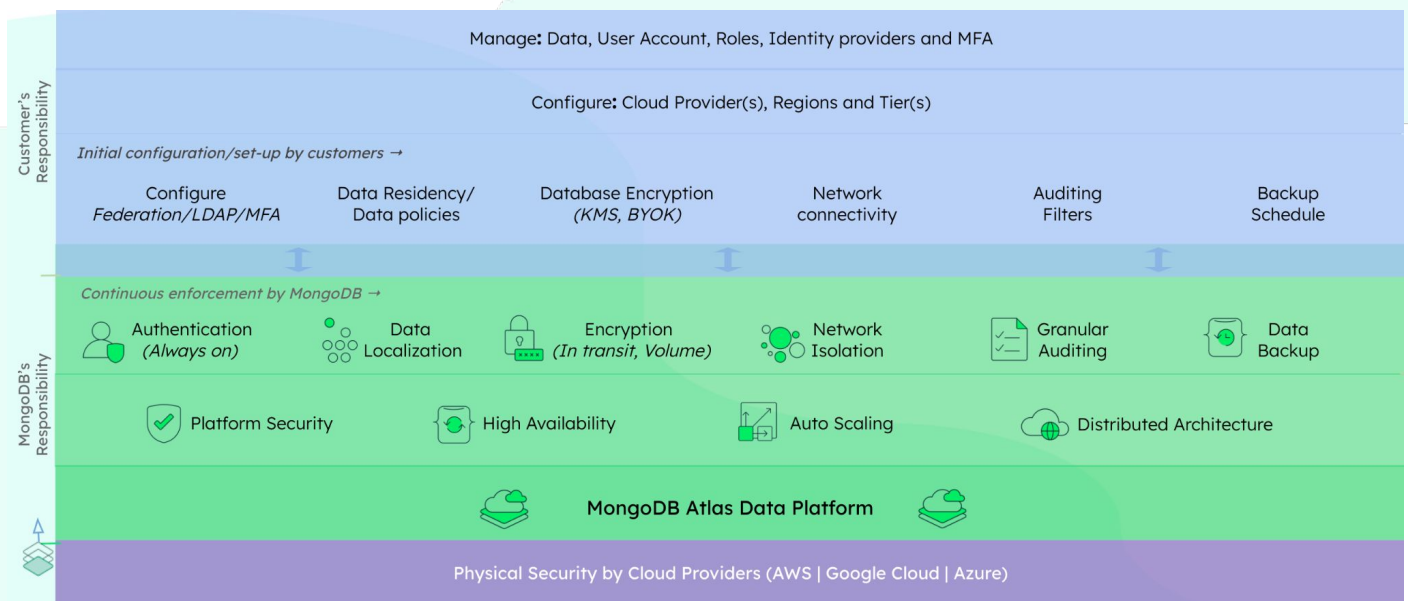 Manage: Data, User Account, Roles, Identity providers and MFA
Configure: Cloud Provider(s), Regions and Tier(s)
Customer's
Responsibility
Initial configuration/set-up by customers →
Configure
Federation/LDAP/MFA
Data Residency/
Data policies
Database Encryption
(KMS, BYOK)
Network
connectivity
Auditing
Filters
Backup
Schedule
MongoDB's
Responsibility
Continuous enforcement by MongoDB →
Authentication
(Always on)
Data
Localization
Encryption
(In transit, Volume)
Network
Isolation
Granular
Auditing
Data
Backup
Platform Security
High Availability
Auto Scaling
Distributed Architecture
MongoDB Atlas Data Platform
Physical Security by Cloud Providers (AWS | Google Cloud | Azure)